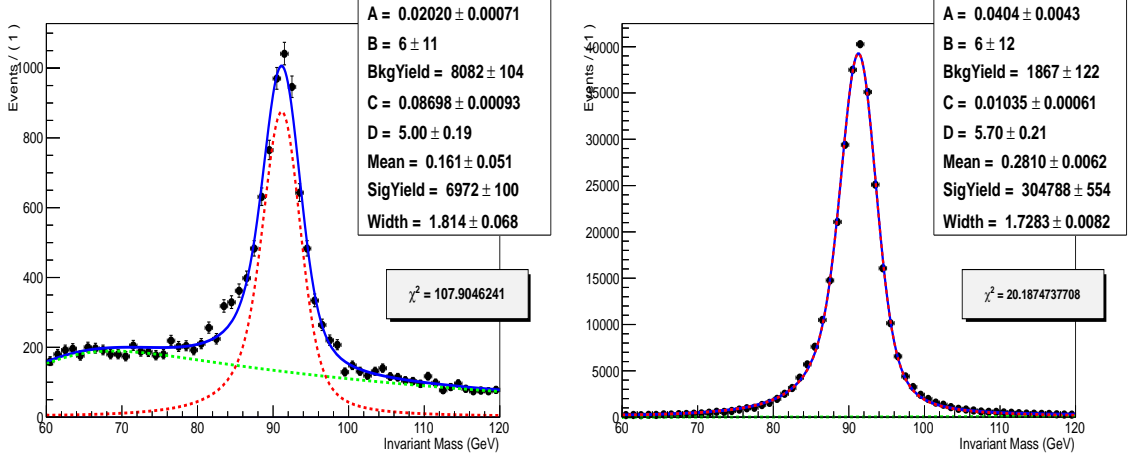 Events / ( 1 )
1000
800
600
400
200
0
60
70
80
90
100
110
120
Invariant Mass (GeV)
A = 0.02020 ± 0.00071
B = 6 ± 11
BkgYield = 8082 ± 104
C = 0.08698 ± 0.00093
D = 5.00 ± 0.19
Mean = 0.161 ± 0.051
SigYield = 6972 ± 100
Width = 1.814 ± 0.068
χ² = 107.9046241
Events / ( 1 )
40000
35000
30000
25000
20000
15000
10000
5000
0
60
70
80
90
100
110
120
Invariant Mass (GeV)
A = 0.0404 ± 0.0043
B = 6 ± 12
BkgYield = 1867 ± 122
C = 0.01035 ± 0.00061
D = 5.70 ± 0.21
Mean = 0.2810 ± 0.0062
SigYield = 304788 ± 554
Width = 1.7283 ± 0.0082
χ² = 20.1874737708